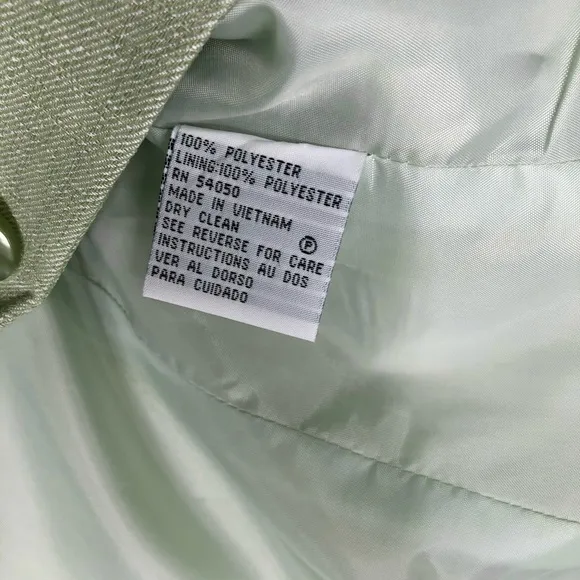 100% POLYESTER
LINING:100% POLYESTER
RN 54050
MADE IN VIETNAM
DRY CLEAN Ⓟ
SEE REVERSE FOR CARE
INSTRUCTIONS AU DOS
VER AL DORSO
PARA CUIDADO